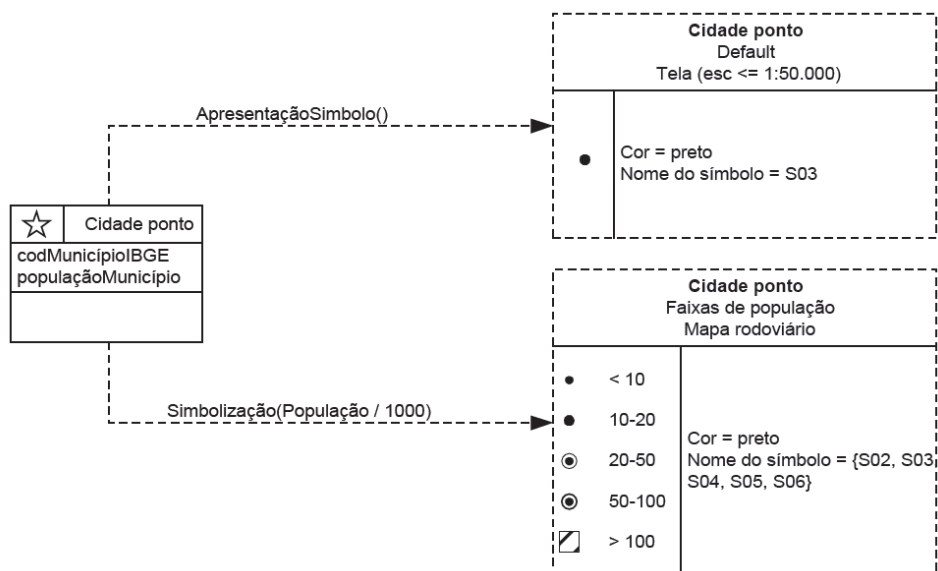 Cidade ponto
Default
Tela (esc <= 1:50.000)
ApresentaçãoSimbolo()
Cor = preto
Nome do símbolo = S03
Cidade ponto
codMunicípioIBGE
populaçãoMunicípio
Cidade ponto
Faixas de população
Mapa rodoviário
Simbolização(População / 1000)
< 10
10-20
20-50
50-100
> 100
Cor = preto
Nome do símbolo = {S02, S03,
S04, S05, S06}